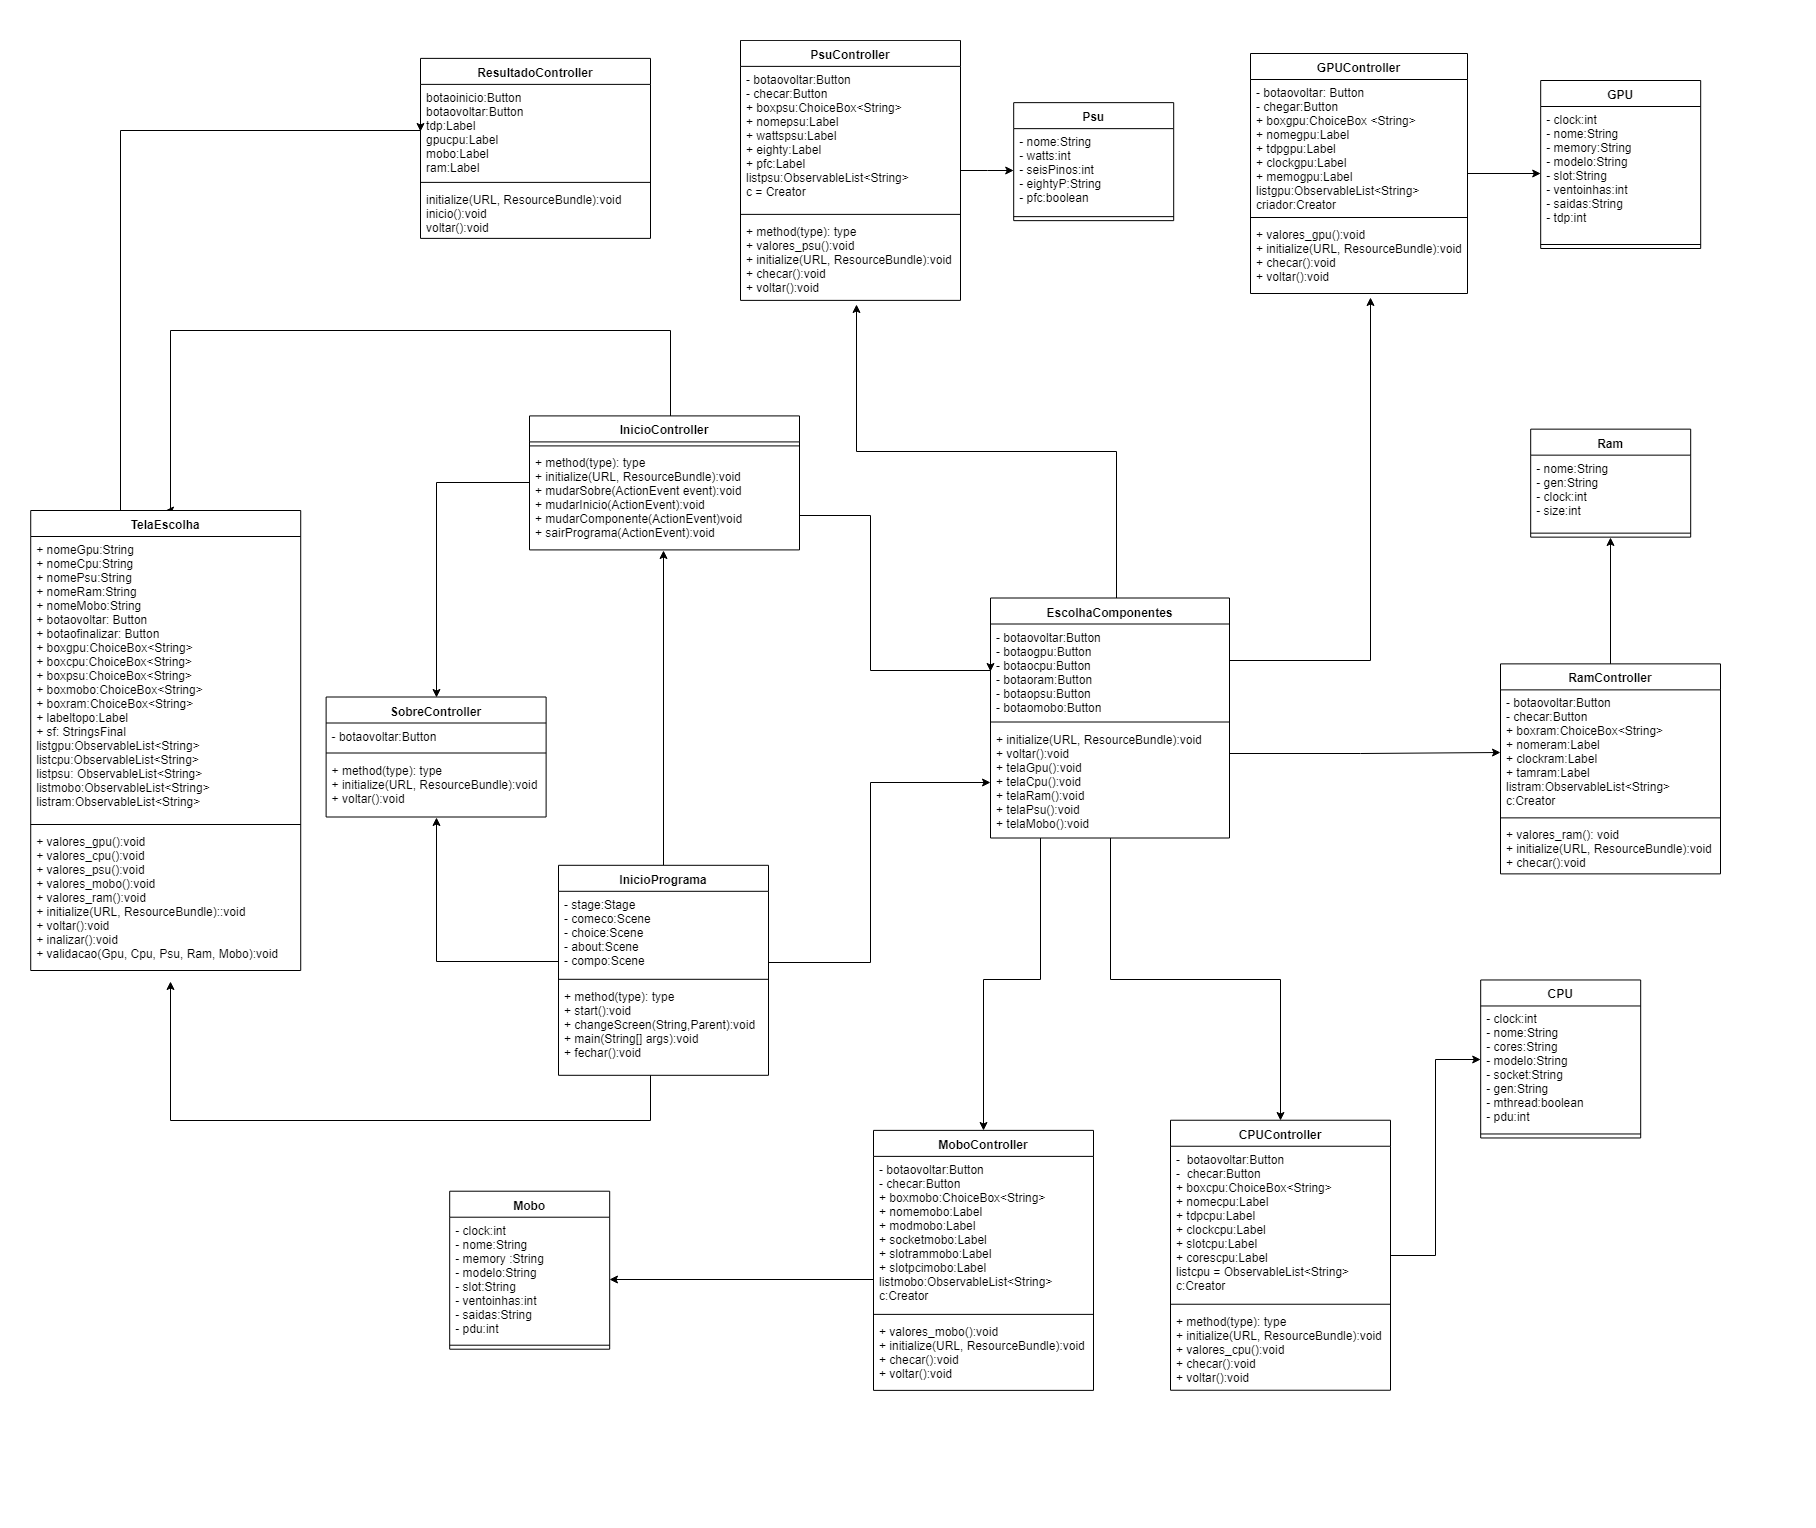 ResultadoController
botaoinicio:Button
botaovoltar:Button
tdp:Label
gpucpu:Label
mobo:Label
ram:Label
initialize(URL, ResourceBundle):void
inicio():void
voltar():void
PsuController
- botaovoltar:Button
- checar:Button
+ boxpsu:ChoiceBox<String>
+ nomepsu:Label
+ wattspsu:Label
+ eighty:Label
+ pfc:Label
listpsu:ObservableList<String>
c = Creator
+ method(type): type
+ valores_psu():void
+ initialize(URL, ResourceBundle):void
+ checar():void
+ voltar():void
Psu
- nome:String
- watts:int
- seisPinos:int
- eightyP:String
- pfc:boolean
GPUController
- botaovoltar: Button
- chegar:Button
+ boxgpu:ChoiceBox <String>
+ nomegpu:Label
+ tdpgpu:Label
+ clockgpu:Label
+ memogpu:Label
listgpu:ObservableList<String>
criador:Creator
+ valores_gpu():void
+ initialize(URL, ResourceBundle):void
+ checar():void
+ voltar():void
GPU
- clock:int
- nome:String
- memory:String
- modelo:String
- slot:String
- ventoinhas:int
- saidas:String
- tdp:int
InicioController
+ method(type): type
+ initialize(URL, ResourceBundle):void
+ mudarSobre(ActionEvent event):void
+ mudarInicio(ActionEvent):void
+ mudarComponente(ActionEvent)void
+ sairPrograma(ActionEvent):void
Ram
- nome:String
- gen:String
- clock:int
- size:int
TelaEscolha
+ nomeGpu:String
+ nomeCpu:String
+ nomePsu:String
+ nomeRam:String
+ nomeMobo:String
+ botaovoltar: Button
+ botaofinalizar: Button
+ boxgpu:ChoiceBox<String>
+ boxcpu:ChoiceBox<String>
+ boxpsu:ChoiceBox<String>
+ boxmobo:ChoiceBox<String>
+ boxram:ChoiceBox<String>
+ labeltopo:Label
+ sf: StringsFinal
listgpu:ObservableList<String>
listcpu:ObservableList<String>
listpsu: ObservableList<String>
listmobo:ObservableList<String>
listram:ObservableList<String>
+ valores_gpu():void
+ valores_cpu():void
+ valores_psu():void
+ valores_mobo():void
+ valores_ram():void
+ initialize(URL, ResourceBundle)::void
+ voltar():void
+ inalizar():void
+ validacao(Gpu, Cpu, Psu, Ram, Mobo):void
SobreController
- botaovoltar:Button
+ method(type): type
+ initialize(URL, ResourceBundle):void
+ voltar():void
EscolhaComponentes
- botaovoltar:Button
- botaogpu:Button
- botaocpu:Button
- botaoram:Button
- botaopsu:Button
- botaomobo:Button
+ initialize(URL, ResourceBundle):void
+ voltar():void
+ telaGpu():void
+ telaCpu():void
+ telaRam():void
+ telaPsu():void
+ telaMobo():void
RamController
- botaovoltar:Button
- checar:Button
+ boxram:ChoiceBox<String>
+ nomeram:Label
+ clockram:Label
+ tamram:Label
listram:ObservableList<String>
c:Creator
+ valores_ram(): void
+ initialize(URL, ResourceBundle):void
+ checar():void
InicioPrograma
- stage:Stage
- comeco:Scene
- choice:Scene
- about:Scene
- compo:Scene
+ method(type): type
+ start():void
+ changeScreen(String,Parent):void
+ main(String[] args):void
+ fechar():void
CPU
- clock:int
- nome:String
- cores:String
- modelo:String
- socket:String
- gen:String
- mthread:boolean
- pdu:int
MoboController
- botaovoltar:Button
- checar:Button
+ boxmobo:ChoiceBox<String>
+ nomemobo:Label
+ modmobo:Label
+ socketmobo:Label
+ slotrammobo:Label
+ slotpcimobo:Label
listmobo:ObservableList<String>
c:Creator
+ valores_mobo():void
+ initialize(URL, ResourceBundle):void
+ checar():void
+ voltar():void
CPUController
- botaovoltar:Button
- checar:Button
+ boxcpu:ChoiceBox<String>
+ nomecpu:Label
+ tdpcpu:Label
+ clockcpu:Label
+ slotcpu:Label
+ corescpu:Label
listcpu = ObservableList<String>
c:Creator
+ method(type): type
+ initialize(URL, ResourceBundle):void
+ valores_cpu():void
+ checar():void
+ voltar():void
Mobo
- clock:int
- nome:String
- memory :String
- modelo:String
- slot:String
- ventoinhas:int
- saidas:String
- pdu:int